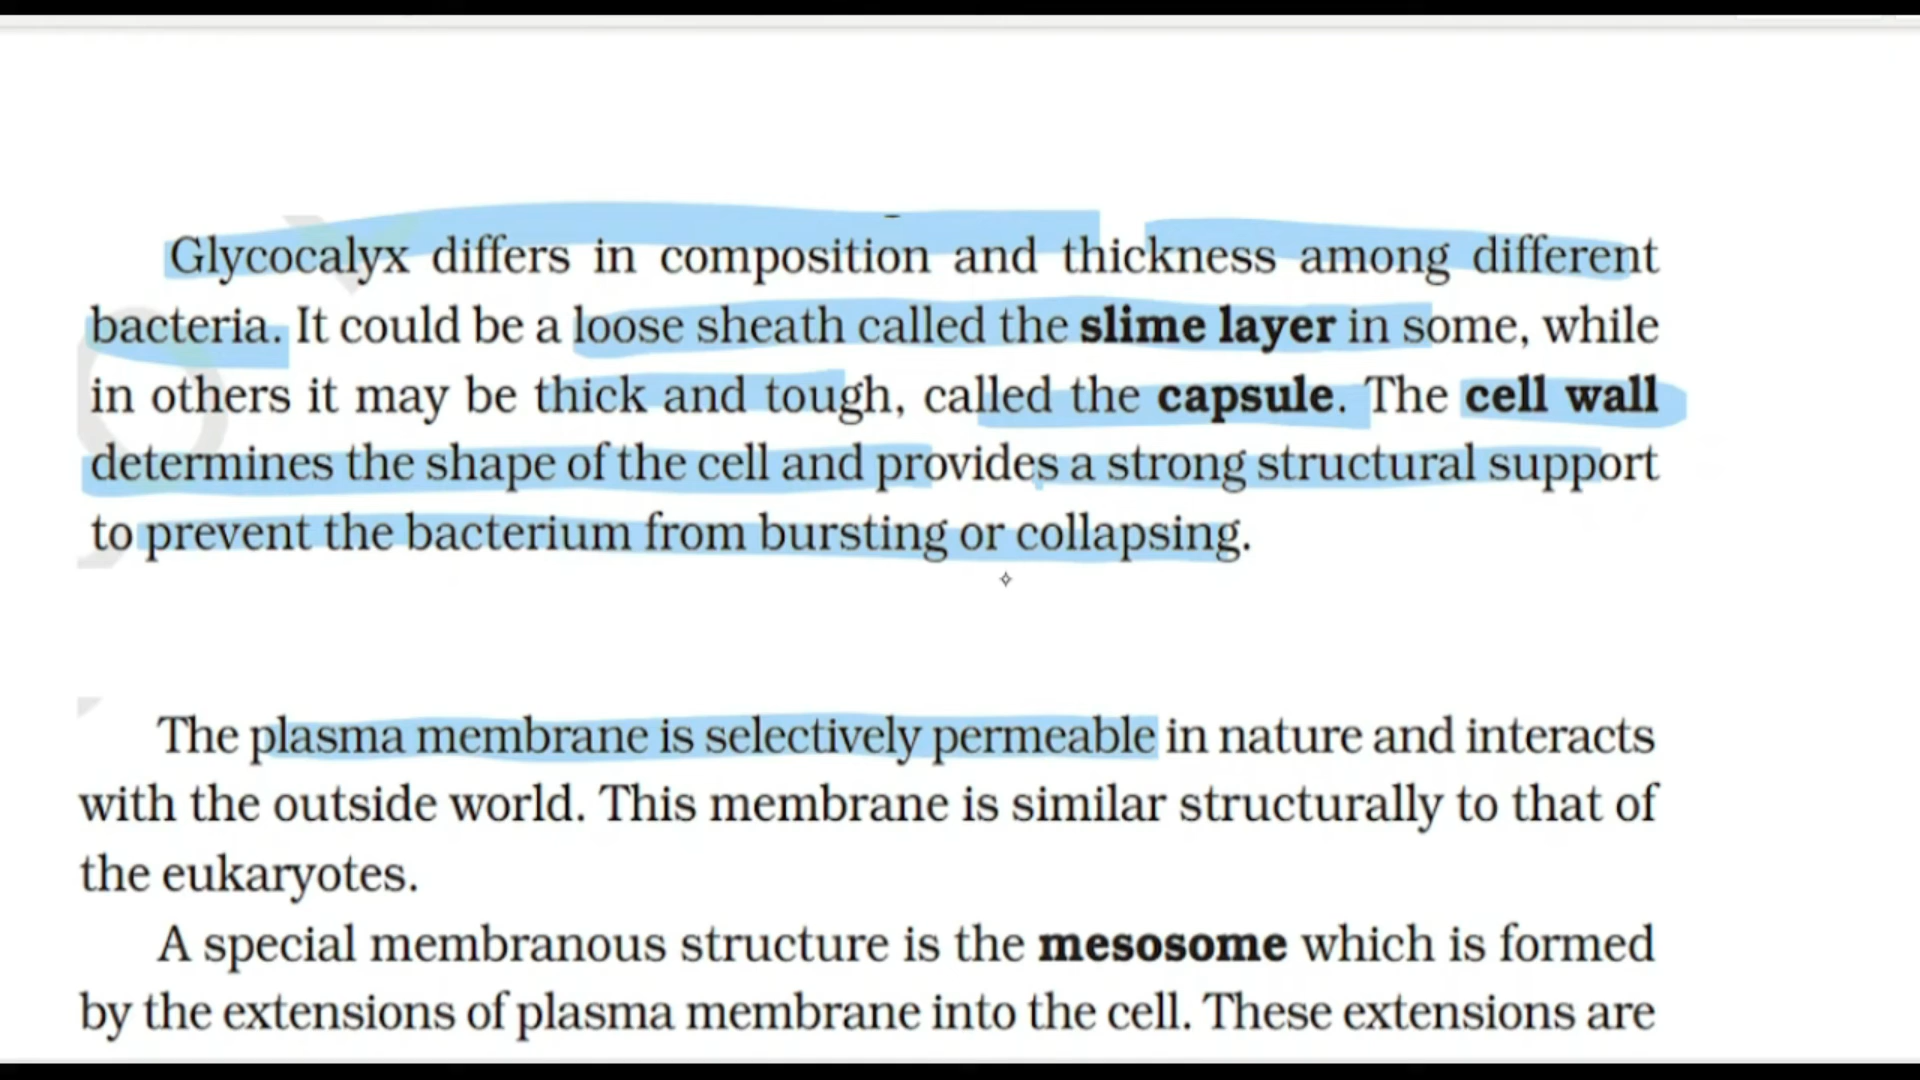 Glycocalyx differs in composition and thickness among different
bacteria. It could be a loose sheath called the slime layer in some, while
in others it may be thick and tough, called the capsule. The cell wall
determines the shape of the cell and provides a strong structural support
to prevent the bacterium from bursting or collapsing.
The plasma membrane is selectively permeable in nature and interacts
with the outside world. This membrane is similar structurally to that of
the eukaryotes.
A special membranous structure is the mesosome which is formed
by the extensions of plasma membrane into the cell. These extensions are